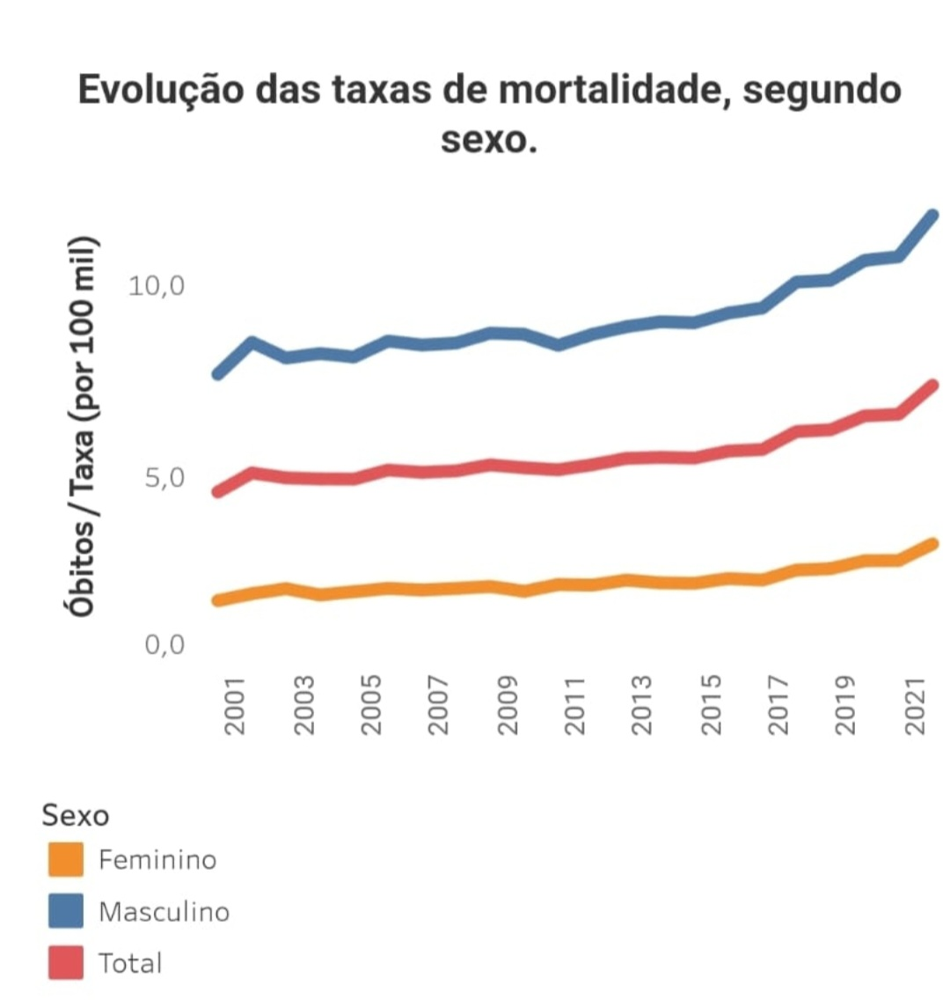 Evolução das taxas de mortalidade, segundo
sexo.
Óbitos / Taxa (por 100 mil)
10,0
5,0
0,0
2001
2003
2005
2007
2009
2011
2013
2015
2017
2019
2021
Sexo
Feminino
Masculino
Total